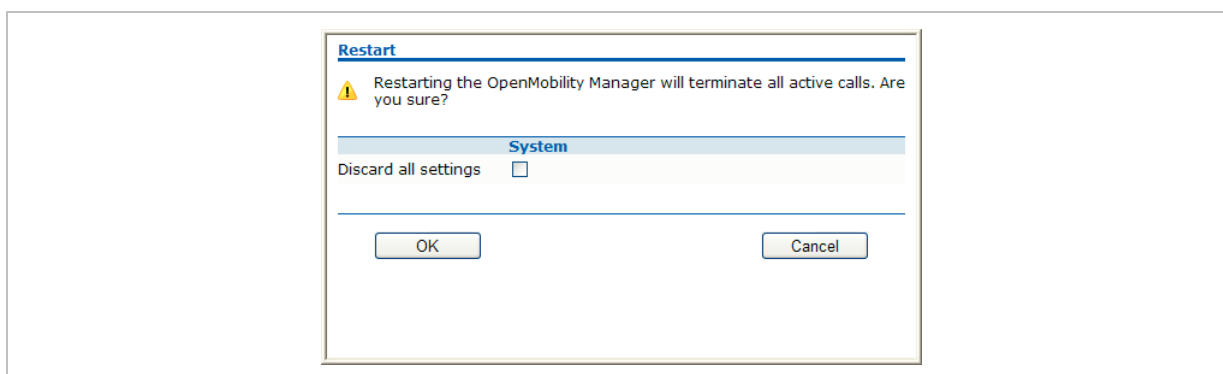 Restart
Restarting the OpenMobility Manager will terminate all active calls. Are
you sure?
System
Discard all settings
OK Cancel